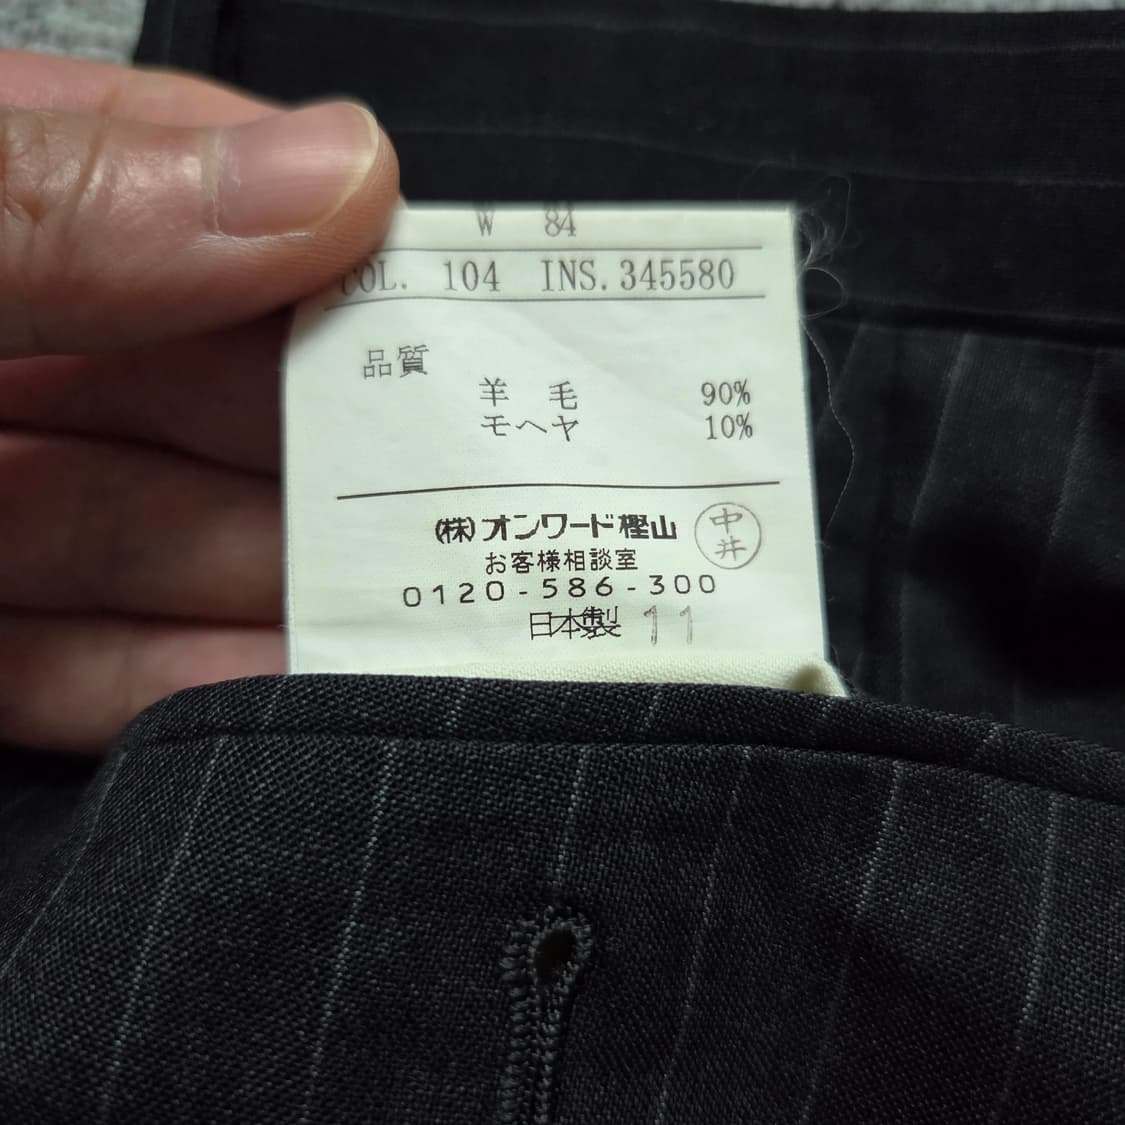 W 84
COL. 104 INS.345580
品質
羊 毛 90%
モヘヤ 10%
(株)オンワード樫山
中井
お客様相談室
0120-586-300
日本製 11